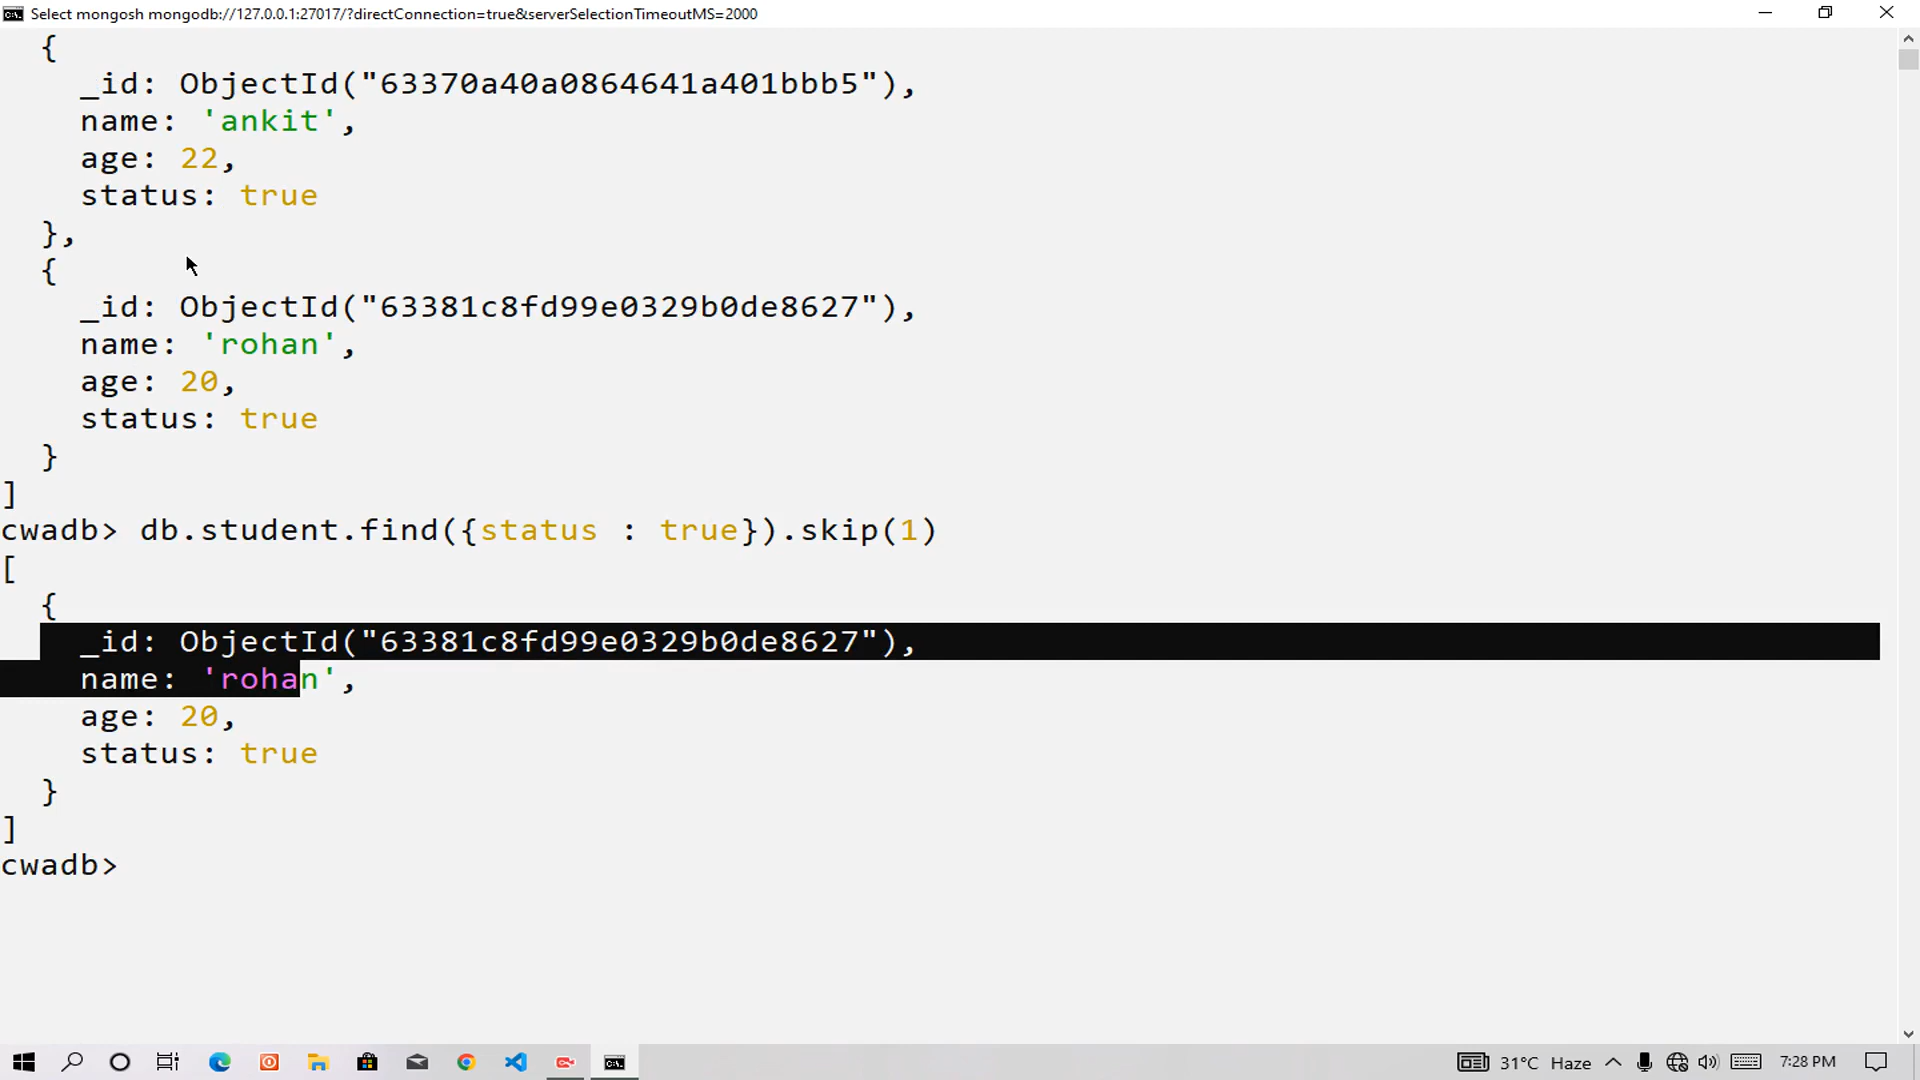 Select mongosh mongodb://127.0.0.1:27017/?directConnection=true&serverSelectionTimeoutMS=2000
{
_id: ObjectId("63370a40a0864641a401bbb5"),
name: 'ankit',
age: 22,
status: true
},
{
_id: ObjectId("63381c8fd99e0329b0de8627"),
name: 'rohan',
age: 20,
status: true
}
]
cwadb> db.student.find({status : true}).skip(1)
[
{
_id: ObjectId("63381c8fd99e0329b0de8627"),
name: 'rohan',
age: 20,
status: true
}
]
cwadb>
31°C Haze 7:28 PM